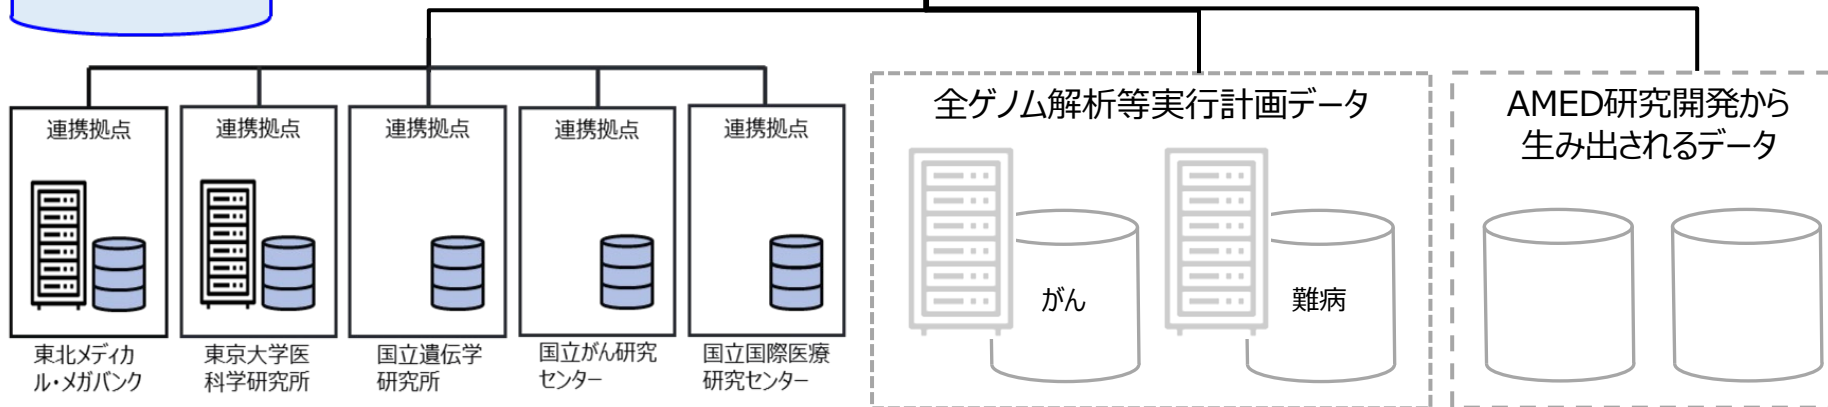 連携拠点
連携拠点
連携拠点
連携拠点
連携拠点
東北メディカ
ル・メガバンク
東京大学医
科学研究所
国立遺伝学
研究所
国立がん研究
センター
国立国際医療
研究センター
全ゲノム解析等実行計画データ
がん
難病
AMED研究開発から
生み出されるデータ